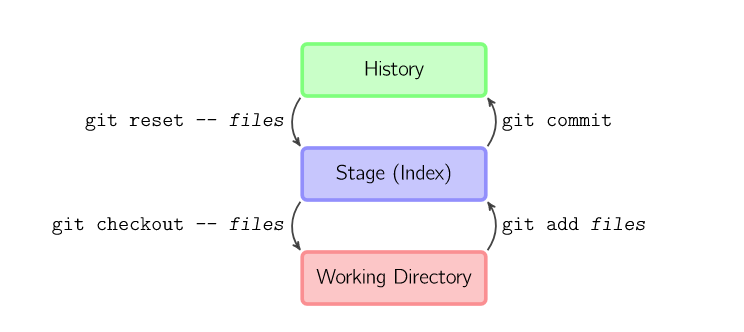 History
git reset -- files
git commit
Stage (Index)
git checkout -- files
git add files
Working Directory